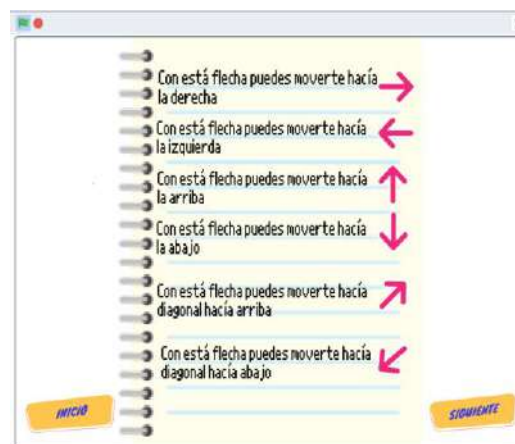 Con está flecha puedes moverte hacía
la derecha
Con está flecha puedes moverte hacía
la izquierda
Con está flecha puedes moverte hacía
la arriba
Con está flecha puedes moverte hacía
la abajo
Con está flecha puedes moverte hacía
diagonal hacía arriba
Con está flecha puedes moverte hacía
diagonal hacía abajo
INICIO
SIGUIENTE